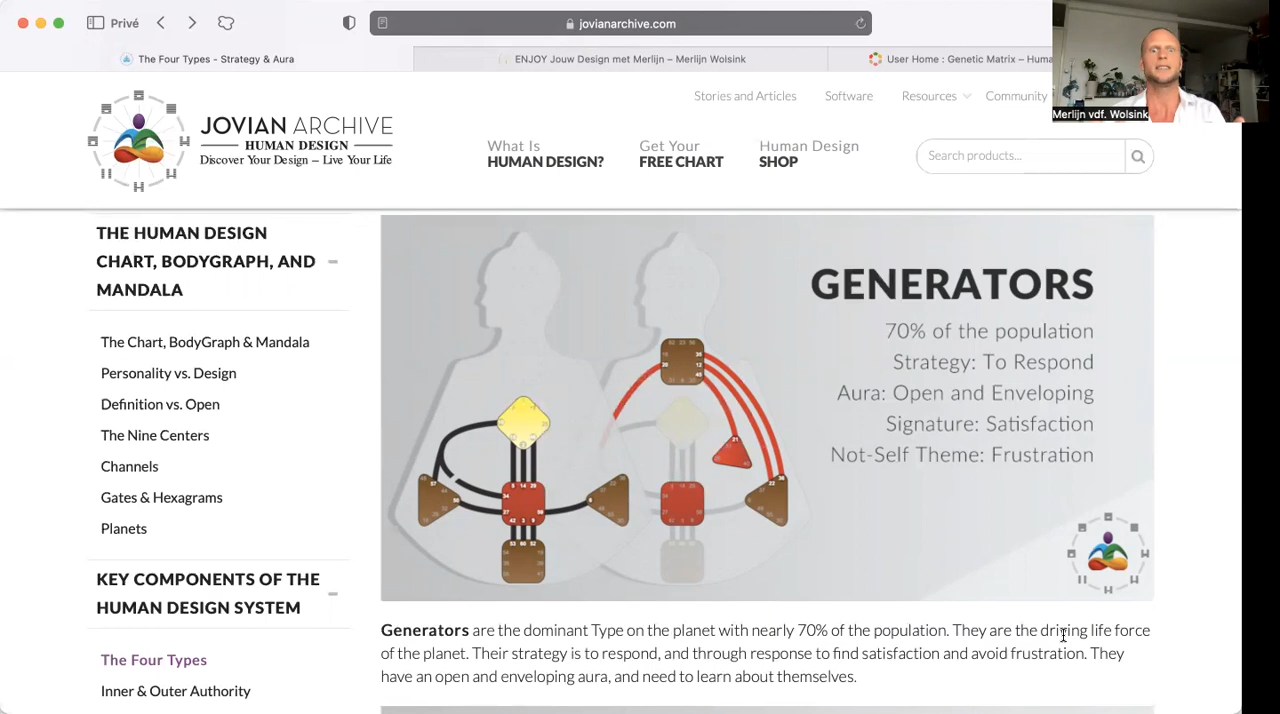 Privé
jovianarchive.com
The Four Types - Strategy & Aura
ENJOY Jouw Design met Merlijn – Merlijn Wolsink
User Home : Genetic Matrix – Huma
Merlijn vdf. Wolsink
Stories and Articles
Software
Resources
Community
JOVIAN ARCHIVE
HUMAN DESIGN
Discover Your Design – Live Your Life
What Is
HUMAN DESIGN?
Get Your
FREE CHART
Human Design
SHOP
Search products...
THE HUMAN DESIGN
CHART, BODYGRAPH, AND
MANDALA
The Chart, BodyGraph & Mandala
Personality vs. Design
Definition vs. Open
The Nine Centers
Channels
Gates & Hexagrams
Planets
KEY COMPONENTS OF THE
HUMAN DESIGN SYSTEM
The Four Types
Inner & Outer Authority
GENERATORS
70% of the population
Strategy: To Respond
Aura: Open and Enveloping
Signature: Satisfaction
Not-Self Theme: Frustration
Generators are the dominant Type on the planet with nearly 70% of the population. They are the driving life force
of the planet. Their strategy is to respond, and through response to find satisfaction and avoid frustration. They
have an open and enveloping aura, and need to learn about themselves.